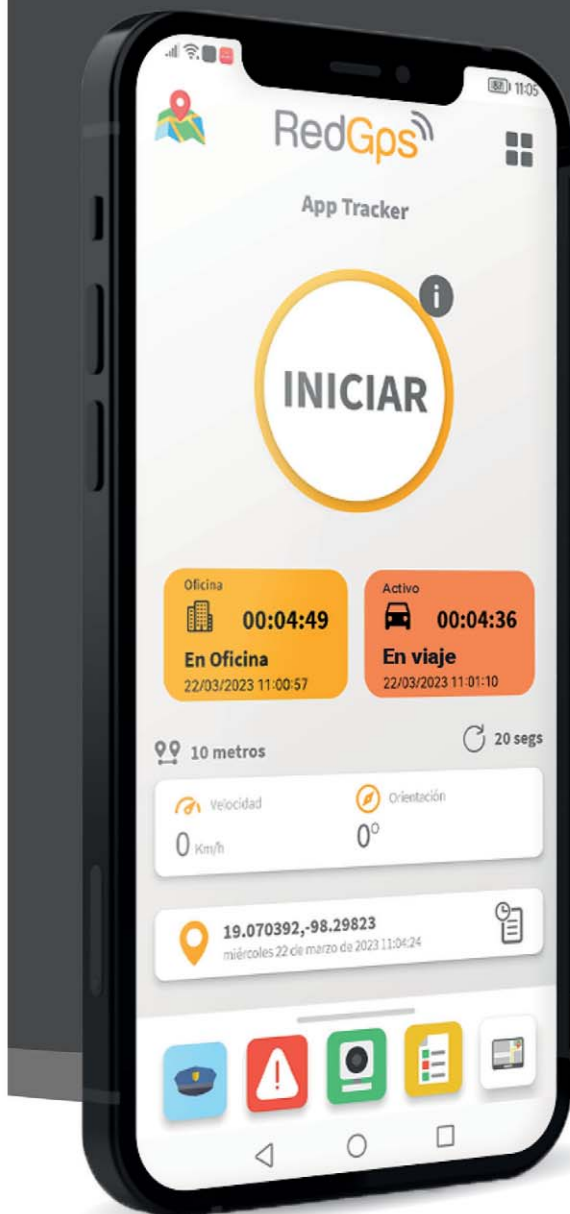 82 11:05
RedGps
App Tracker
i
INICIAR
Oficina
00:04:49
En Oficina
22/03/2023 11:00:57
Activo
00:04:36
En viaje
22/03/2023 11:01:10
10 metros
20 segs
Velocidad
0 Km/h
Orientación
0°
19.070392,-98.29823
miércoles 22 de marzo de 2023 11:04:24